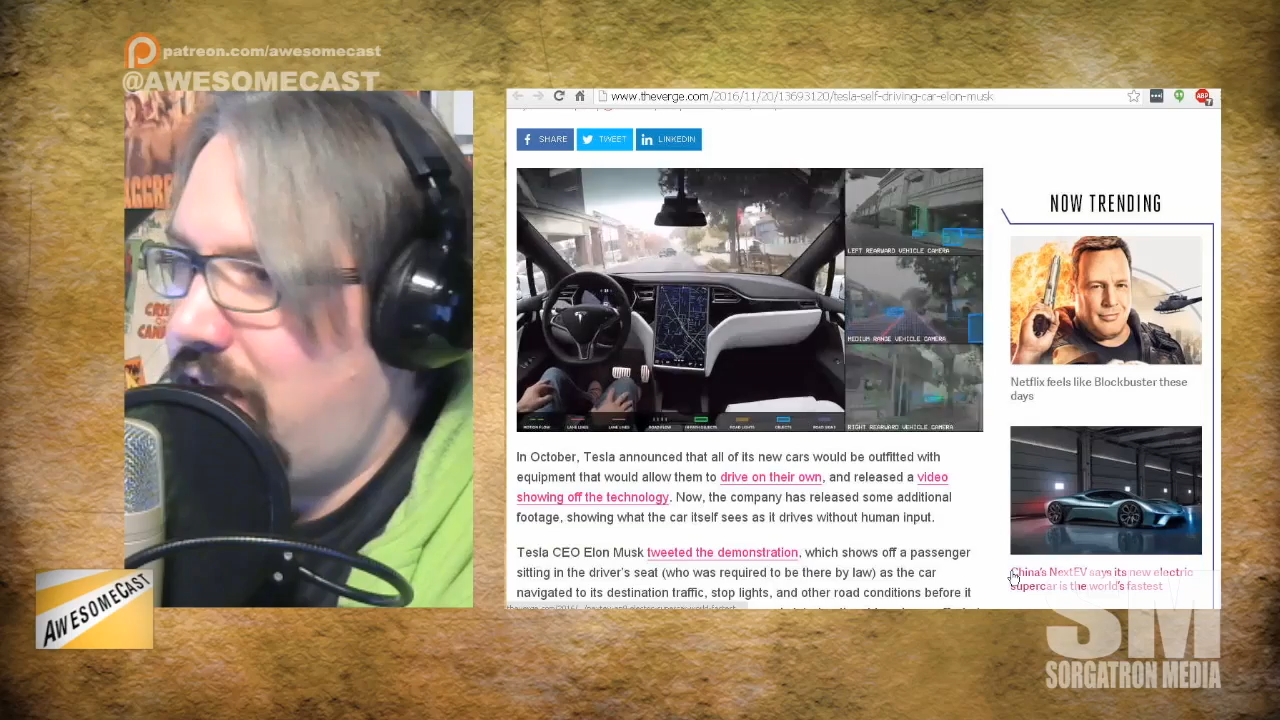 patreon.com/awesomecast
@AWESOMECAST
www.theverge.com/2016/11/20/13693120/tesla-self-driving-car-elon-musk
ABP
7
SHARE
TWEET
LINKEDIN
LEFT REARWARD VEHICLE CAMERA
MEDIUM RANGE VEHICLE CAMERA
RIGHT REARWARD VEHICLE CAMERA
In October, Tesla announced that all of its new cars would be outfitted with
equipment that would allow them to drive on their own, and released a video
showing off the technology. Now, the company has released some additional
footage, showing what the car itself sees as it drives without human input.
Tesla CEO Elon Musk tweeted the demonstration, which shows off a passenger
sitting in the driver's seat (who was required to be there by law) as the car
navigated to its destination traffic, stop lights, and other road conditions before it
NOW TRENDING
Netflix feels like Blockbuster these
days
China's NextEV says its new electric
supercar is the world's fastest
AWESOMECAST
SM
SORGATRON MEDIA